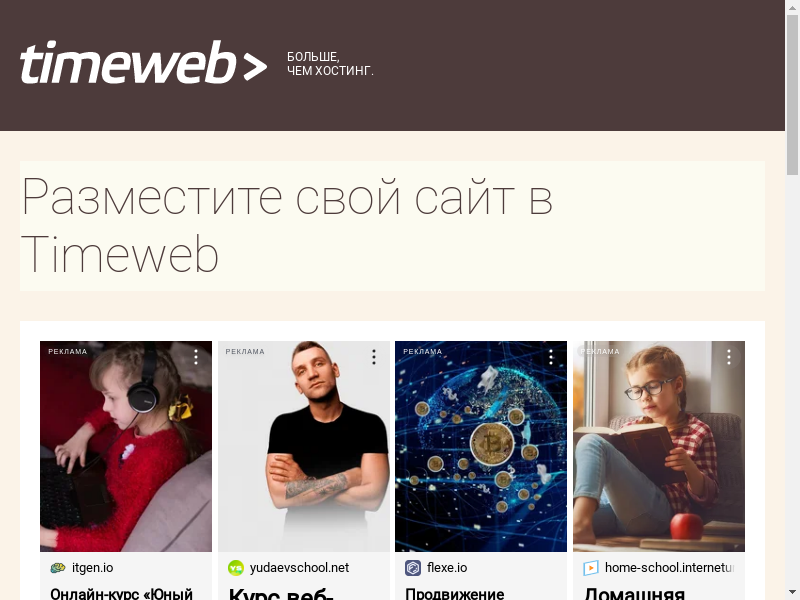 timeweb>
БОЛЬШЕ,
ЧЕМ ХОСТИНГ.
Разместите свой сайт в
Timeweb
РЕКЛАМА
РЕКЛАМА
РЕКЛАМА
РЕКЛАМА
itgen.io
yudaevschool.net
flexe.io
home-school.internetur
Онлайн-курс «Юный
Курс веб-
Продвижение
Домашняя